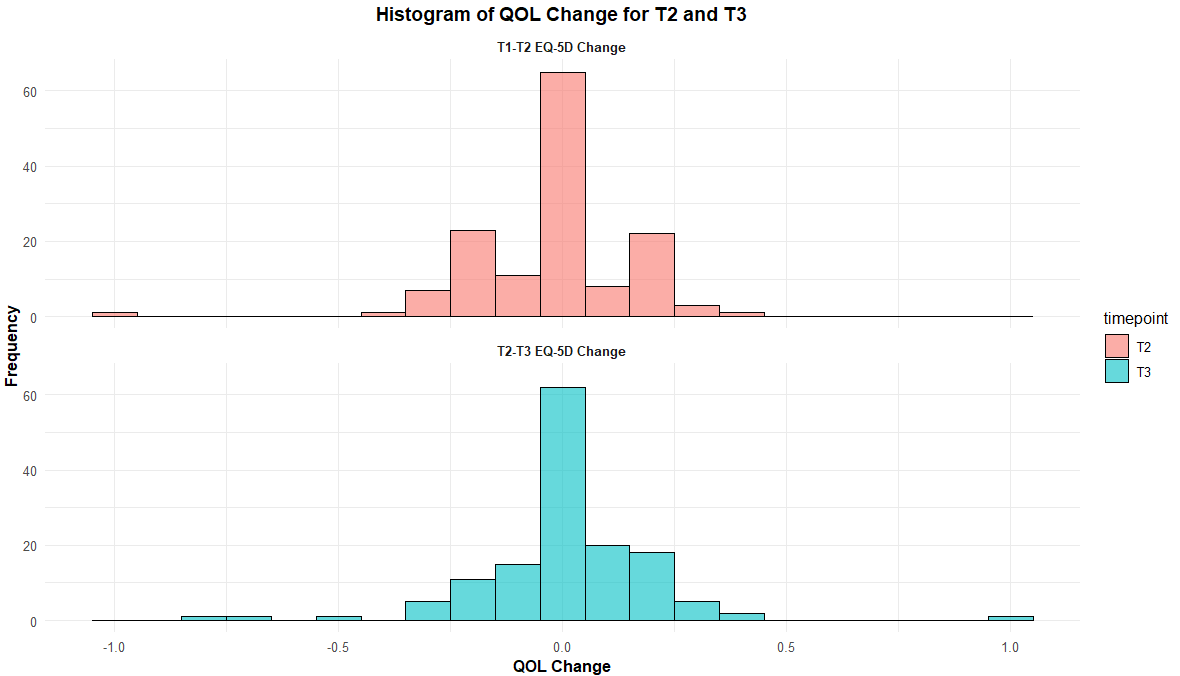 Histogram of QOL Change for T2 and T3
T1-T2 EQ-5D Change
60
40
20
0
T2-T3 EQ-5D Change
60
40
20
0
-1.0 -0.5 0.0 0.5 1.0
QOL Change
Frequency
timepoint
T2
T3